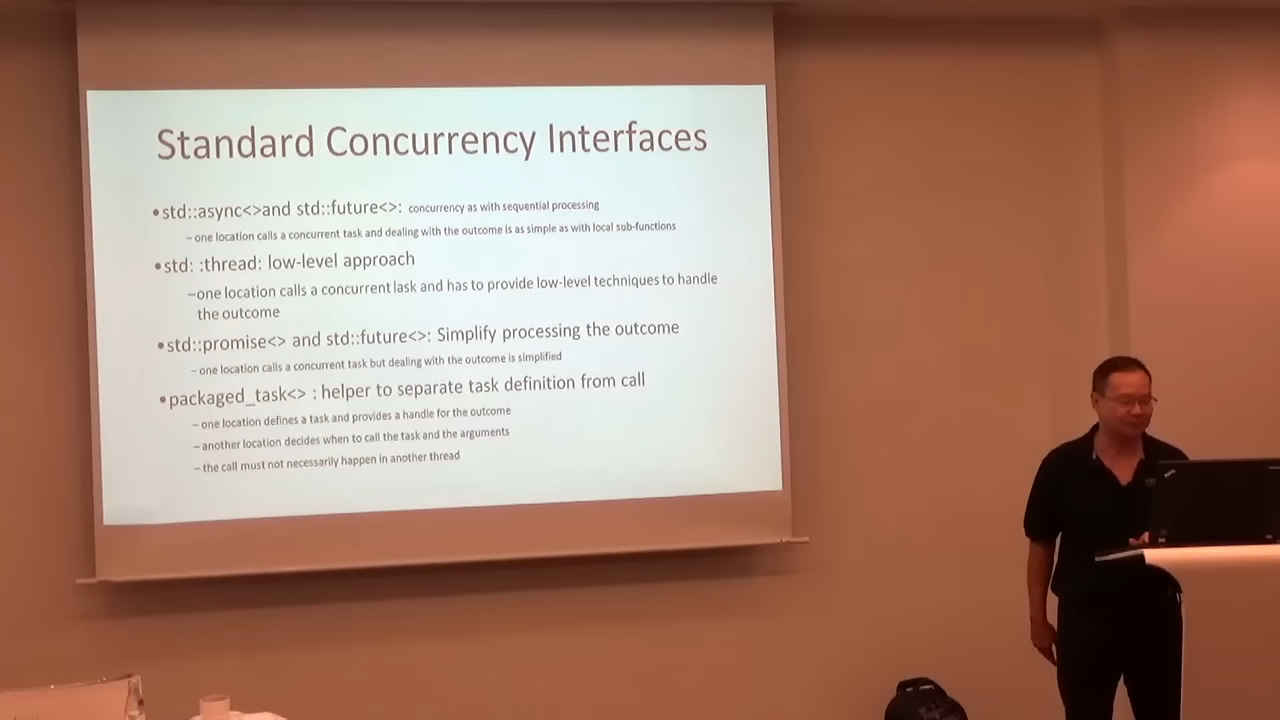 Standard Concurrency Interfaces
•std::async<>and std::future<>: concurrency as with sequential processing
– one location calls a concurrent task and dealing with the outcome is as simple as with local sub-functions
•std: :thread: low-level approach
–one location calls a concurrent lask and has to provide low-level techniques to handle
the outcome
•std::promise<> and std::future<>: Simplify processing the outcome
– one location calls a concurrent task but dealing with the outcome is simplified
•packaged_task<> : helper to separate task definition from call
– one location defines a task and provides a handle for the outcome
– another location decides when to call the task and the arguments
– the call must not necessarily happen in another thread